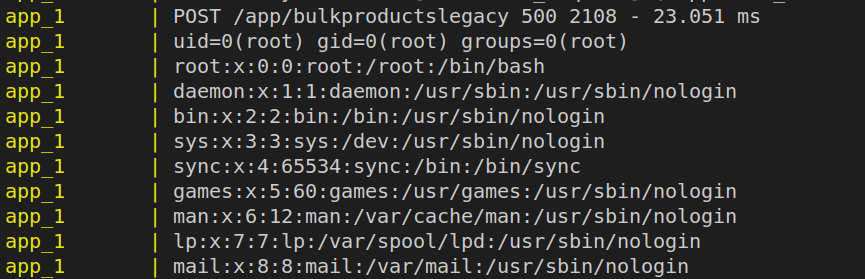 app_1 | POST /app/bulkproductslegacy 500 2108 - 23.051 ms
app_1 | uid=0(root) gid=0(root) groups=0(root)
app_1 | root:x:0:0:root:/root:/bin/bash
app_1 | daemon:x:1:1:daemon:/usr/sbin:/usr/sbin/nologin
app_1 | bin:x:2:2:bin:/bin:/usr/sbin/nologin
app_1 | sys:x:3:3:sys:/dev:/usr/sbin/nologin
app_1 | sync:x:4:65534:sync:/bin:/bin/sync
app_1 | games:x:5:60:games:/usr/games:/usr/sbin/nologin
app_1 | man:x:6:12:man:/var/cache/man:/usr/sbin/nologin
app_1 | lp:x:7:7:lp:/var/spool/lpd:/usr/sbin/nologin
app_1 | mail:x:8:8:mail:/var/mail:/usr/sbin/nologin